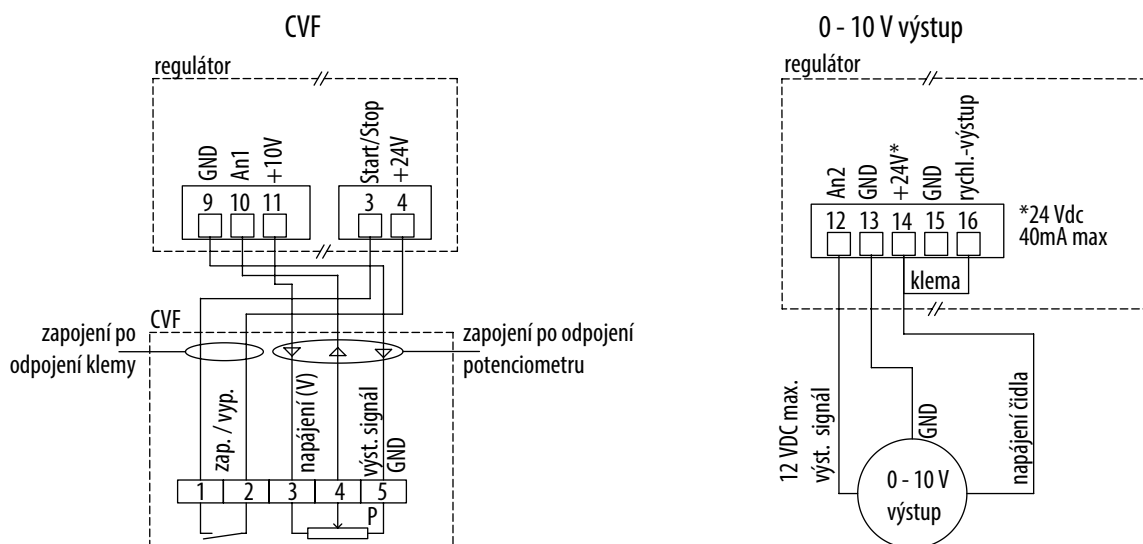 CVF
regulátor
GND
An1
+10V
Start/Stop
+24V
9 10 11 3 4
CVF
zapojení po
odpojení klemy
zapojení po odpojení
potenciometru
zap. / vyp.
napájení (V)
výst. signál
GND
1 2 3 4 5
P
0 - 10 V výstup
regulátor
An2
GND
+24V*
GND
rychl.-výstup
12 13 14 15 16
*24 Vdc
40mA max
klema
12 VDC max.
výst. signál
GND
napájení čidla
0 - 10 V
výstup